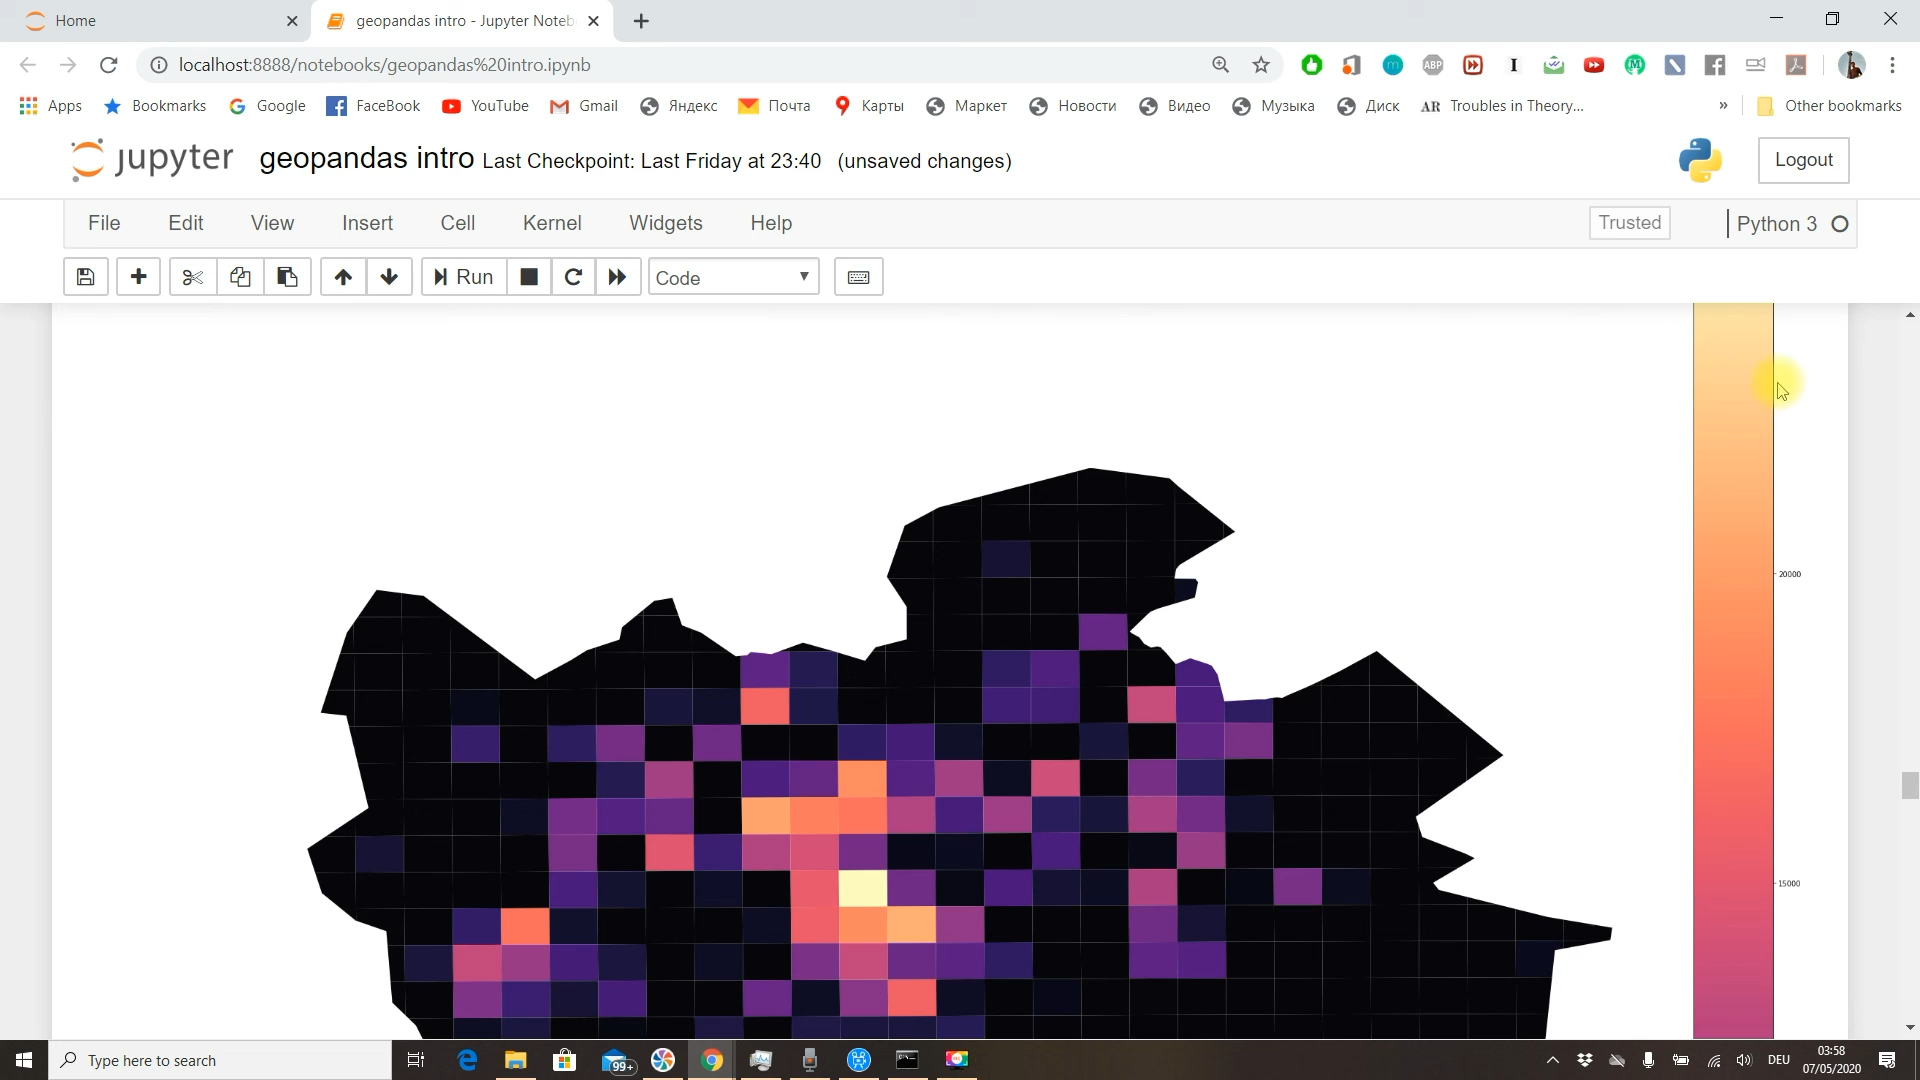 Home
geopandas intro - Jupyter Noteb
localhost:8888/notebooks/geopandas%20intro.ipynb
ABP
Apps Bookmarks Google FaceBook YouTube Gmail Яндекс Почта Карты Маркет Новости Видео Музыка Диск AR Troubles in Theory... » Other bookmarks
jupyter geopandas intro Last Checkpoint: Last Friday at 23:40 (unsaved changes)
Logout
File Edit View Insert Cell Kernel Widgets Help Trusted Python 3
Run Code
20000
15000
Type here to search
99+
DEU
03:58
07/05/2020